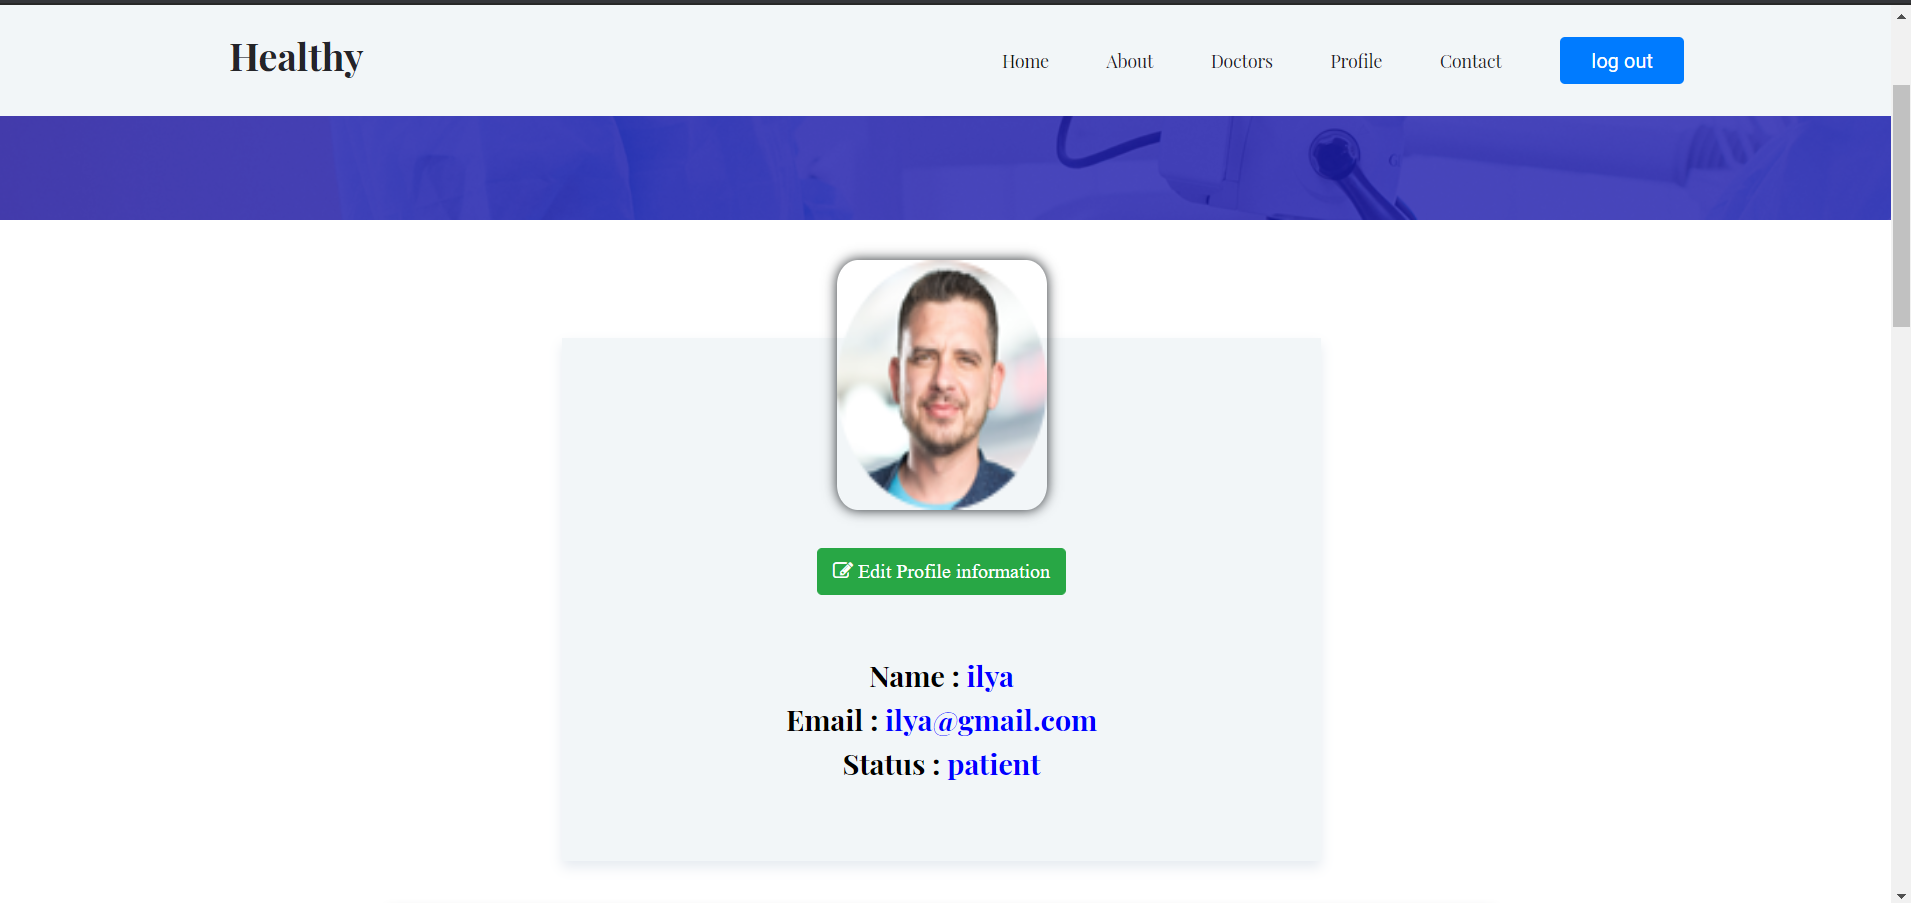 Healthy
Home About Doctors Profile Contact log out
Edit Profile information
Name : ilya
Email : ilya@gmail.com
Status : patient